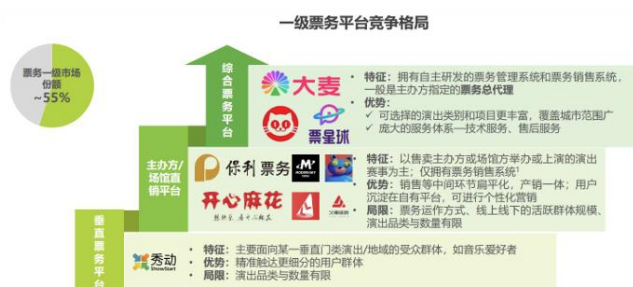 一级票务平台竞争格局
票务一级市场
份额
~55%
综合票务平台
大麦
票星球
• 特征：拥有自主研发的票务管理系统和票务销售系统，
一般是主办方指定的票务总代理
• 优势：
✓ 可选择的演出类别和项目更丰富，覆盖城市范围广
✓ 庞大的服务体系—技术服务、售后服务
主办方/
场馆直
销平台
保利票务
开心麻花
• 特征：以售卖主办方或场馆方举办或上演的演出
赛事为主；仅拥有票务销售系统¹
• 优势：销售等中间环节扁平化，产销一体；用户
沉淀在自有平台，可进行个性化营销
• 局限：票务运作方式、线上线下的活跃群体规模、
演出品类与数量有限
垂直票务平台
秀动
ShowStart
• 特征：主要面向某一垂直门类演出/地域的受众群体，如音乐爱好者
• 优势：精准触达更细分的用户群体
• 局限：演出品类与数量有限